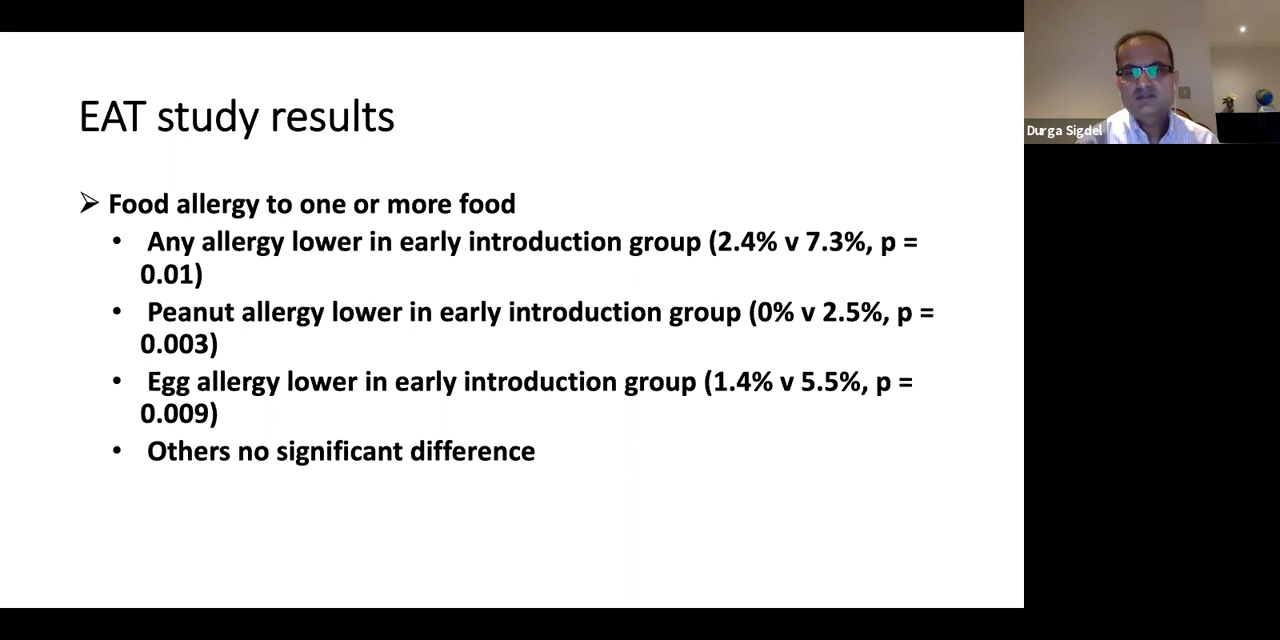 EAT study results
Durga Sigdel
➢ Food allergy to one or more food
• Any allergy lower in early introduction group (2.4% v 7.3%, p =
0.01)
• Peanut allergy lower in early introduction group (0% v 2.5%, p =
0.003)
• Egg allergy lower in early introduction group (1.4% v 5.5%, p =
0.009)
• Others no significant difference